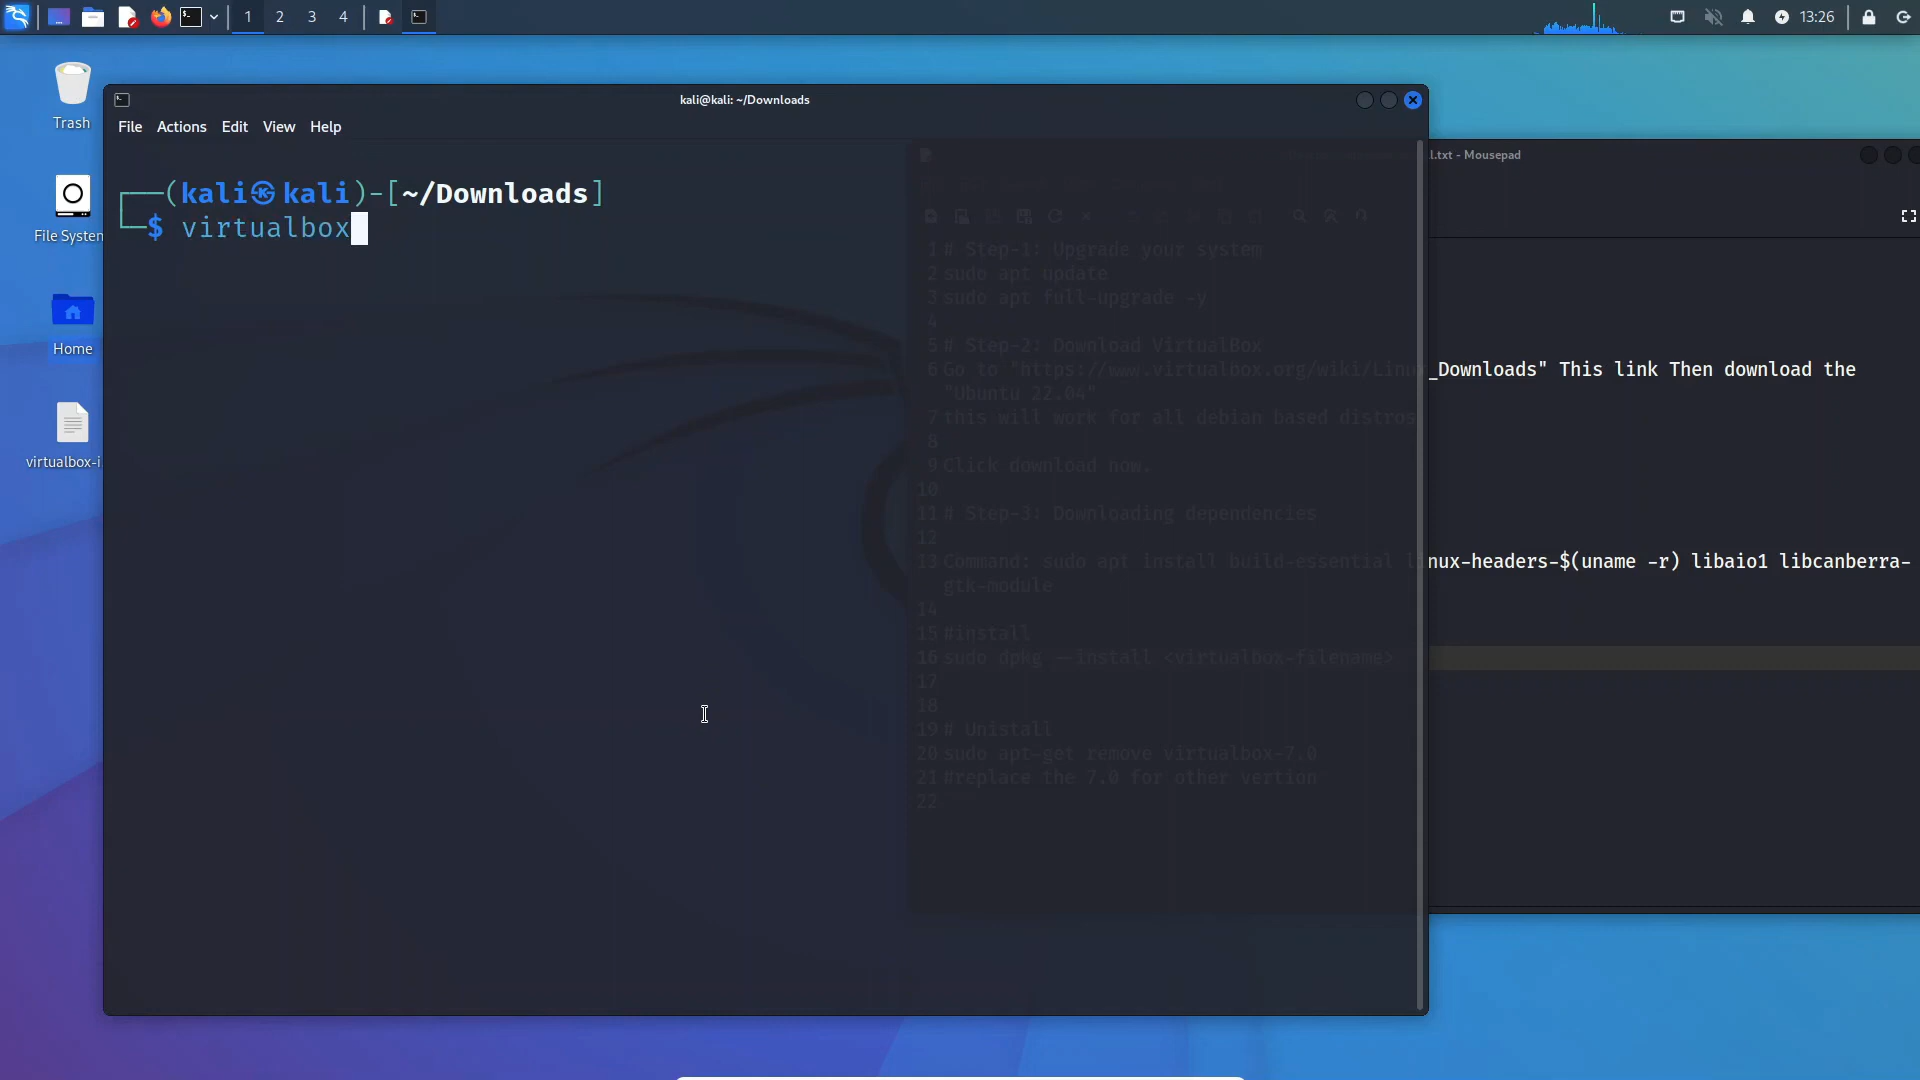 1 2 3 4 13:26
Trash
File System
Home
virtualbox-i
kali@kali: ~/Downloads
File Actions Edit View Help
(kali㉿kali)-[~/Downloads]
$ virtualbox
l.txt - Mousepad
1 # Step-1: Upgrade your system
2 sudo apt update
3 sudo apt full-upgrade -y
4
5 # Step-2: Download VirtualBox
6 Go to "https://www.virtualbox.org/wiki/Linux_Downloads" This link Then download the
"Ubuntu 22.04"
7 this will work for all debian based distros
8
9 Click download now.
10
11 # Step-3: Downloading dependencies
12
13 Command: sudo apt install build-essential linux-headers-$(uname -r) libaio1 libcanberra-
gtk-module
14
15 #install
16 sudo dpkg --install <virtualbox-filename>
17
18
19 # Unistall
20 sudo apt-get remove virtualbox-7.0
21 #replace the 7.0 for other vertion
22